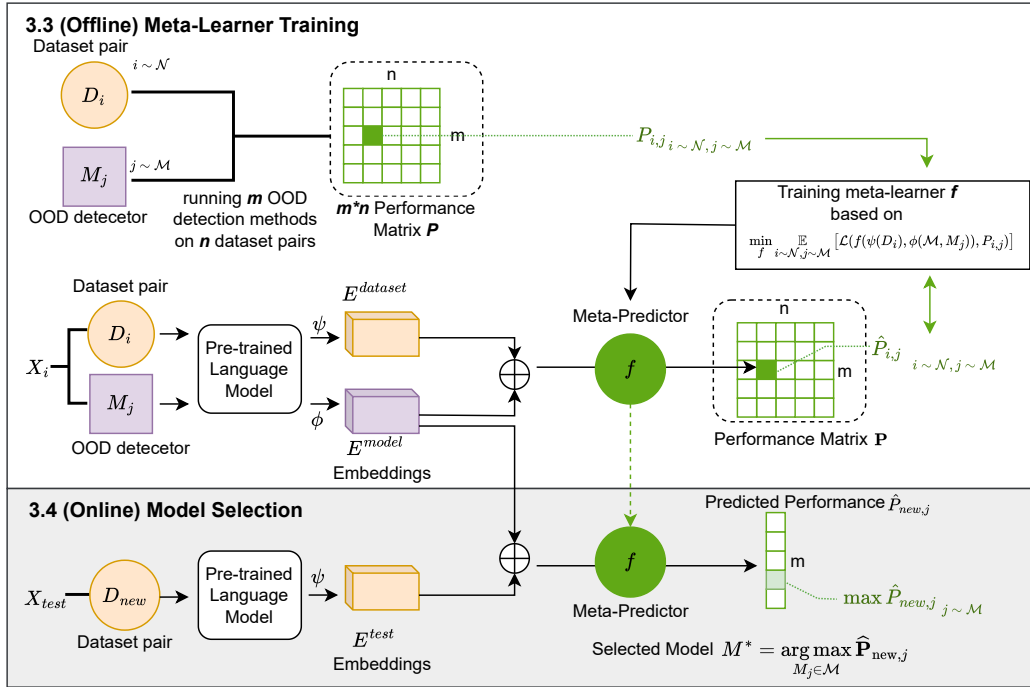 3.3 (Offline) Meta-Learner Training
Dataset pair
i ∼ 𝒩
D_i
j ∼ ℳ
M_j
OOD detecetor
running m OOD
detection methods
on n dataset pairs
n
m
m*n Performance
Matrix P
P_{i,j} i ∼ 𝒩, j ∼ ℳ
Training meta-learner f
based on
min_f 𝔼_{i∼𝒩,j∼ℳ} [ℒ(f(ψ(D_i), ϕ(ℳ, M_j)), P_{i,j})]
Dataset pair
X_i
D_i
M_j
OOD detecetor
Pre-trained
Language
Model
ψ
ϕ
E^{dataset}
E^{model}
Embeddings
⊕
Meta-Predictor
f
n
m
P̂_{i,j} i ∼ 𝒩, j ∼ ℳ
Performance Matrix P
3.4 (Online) Model Selection
X_{test}
D_{new}
Dataset pair
Pre-trained
Language
Model
ψ
E^{test}
Embeddings
⊕
f
Meta-Predictor
Predicted Performance P̂_{new,j}
m
max P̂_{new,j} j ∼ ℳ
Selected Model M* = arg max_{M_j∈ℳ} P̂_{new,j}